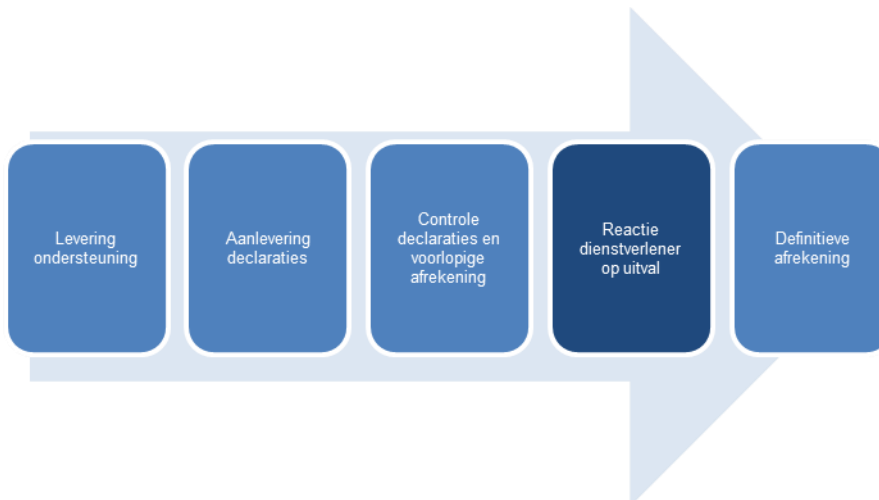 Levering
ondersteuning
Aanlevering
declaraties
Controle
declaraties en
voorlopige
afrekening
Reactie
dienstverlener
op uitval
Definitieve
afrekening